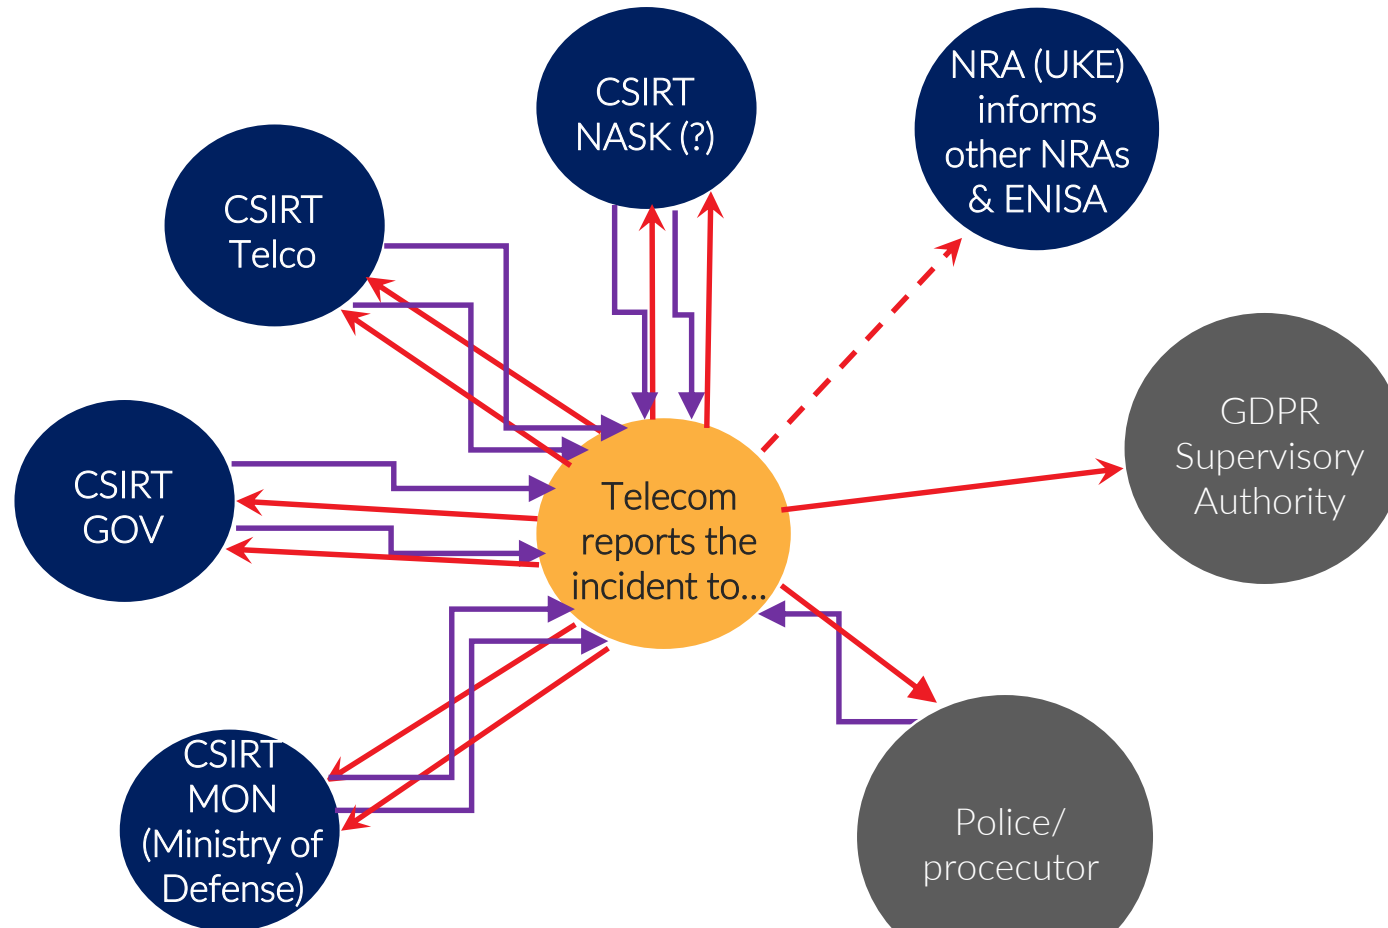 CSIRT
NASK (?)
NRA (UKE)
informs
other NRAs
& ENISA
CSIRT
Telco
GDPR
Supervisory
Authority
CSIRT
GOV
Telecom
reports the
incident to...
CSIRT
MON
(Ministry of
Defense)
Police/
procecutor